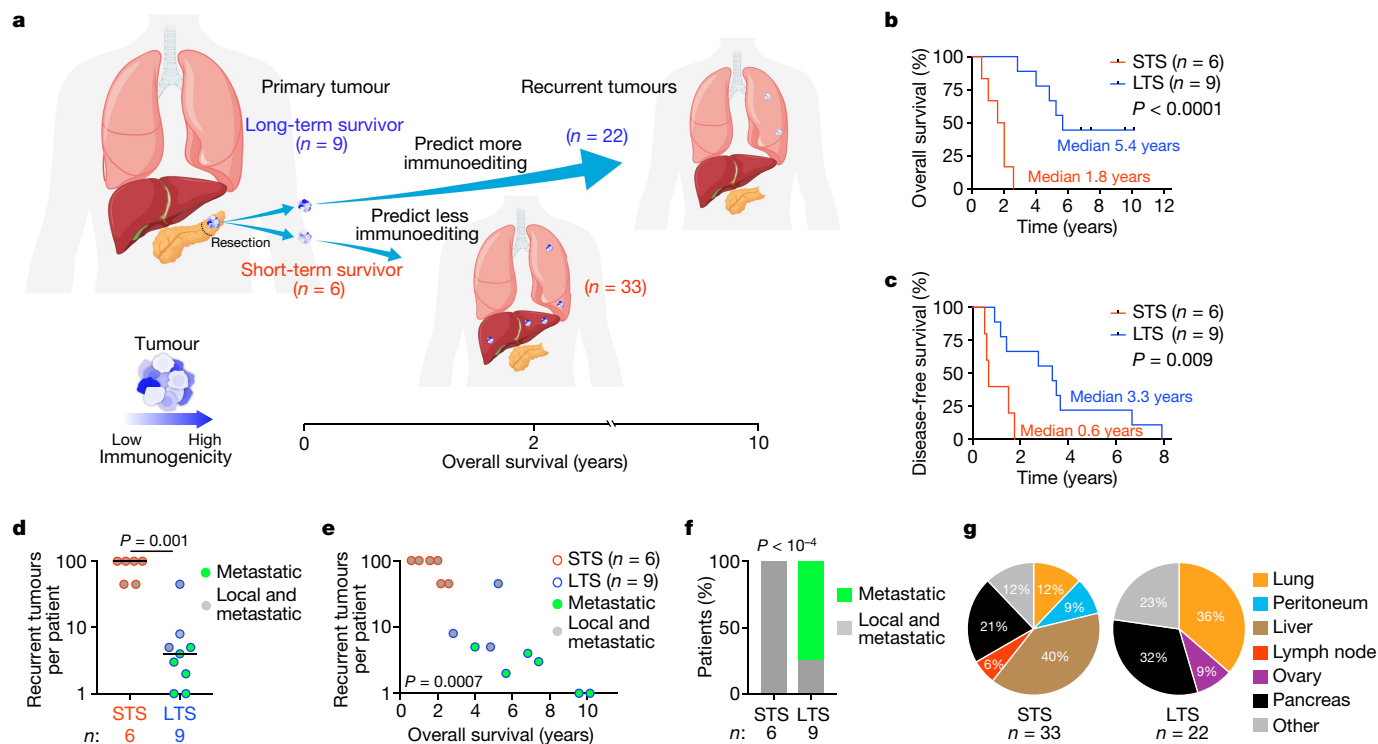 a
Primary tumour
Long-term survivor
(n = 9)
Recurrent tumours
(n = 22)
Predict more
immunoediting
Predict less
immunoediting
Resection
Short-term survivor
(n = 6)
(n = 33)
Tumour
Low
High
Immunogenicity
0
2
10
Overall survival (years)
b
Overall survival (%)
100
75
50
25
0
STS (n = 6)
LTS (n = 9)
P < 0.0001
Median 5.4 years
Median 1.8 years
0 2 4 6 8 10 12
Time (years)
c
Disease-free survival (%)
100
75
50
25
0
STS (n = 6)
LTS (n = 9)
P = 0.009
Median 3.3 years
Median 0.6 years
0 2 4 6 8
Time (years)
d
Recurrent tumours
per patient
P = 0.001
100
10
1
Metastatic
Local and
metastatic
STS LTS
n: 6 9
e
Recurrent tumours
per patient
100
10
1
STS (n = 6)
LTS (n = 9)
Metastatic
Local and
metastatic
P = 0.0007
0 2 4 6 8 10
Overall survival (years)
f
Patients (%)
P < 10⁻⁴
100
50
0
Metastatic
Local and
metastatic
STS LTS
n: 6 9
g
12%
12%
9%
21%
6%
40%
STS
n = 33
23%
36%
32%
9%
LTS
n = 22
Lung
Peritoneum
Liver
Lymph node
Ovary
Pancreas
Other